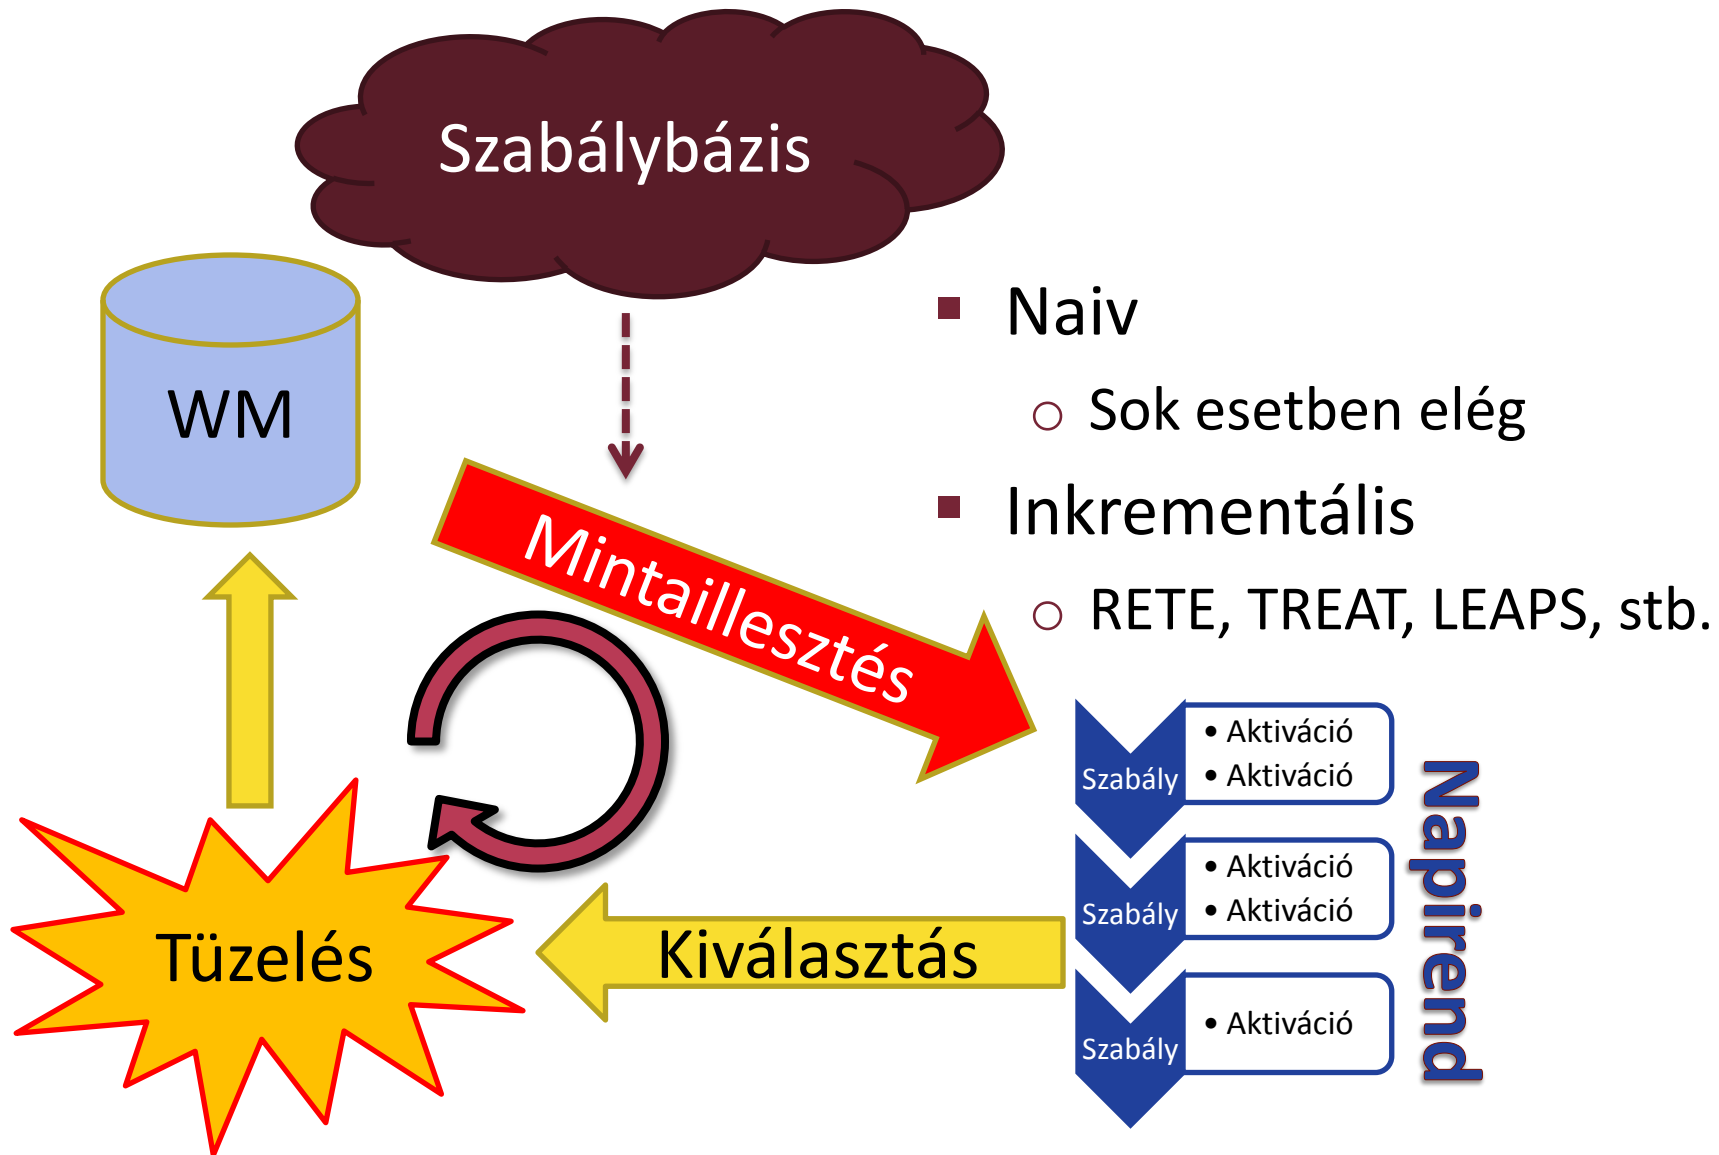 Szabálybázis
WM
▪ Naiv
o Sok esetben elég
▪ Inkrementális
o RETE, TREAT, LEAPS, stb.
Mintaillesztés
Szabály
• Aktiváció
• Aktiváció
Szabály
• Aktiváció
• Aktiváció
Szabály
• Aktiváció
Napirend
Kiválasztás
Tüzelés